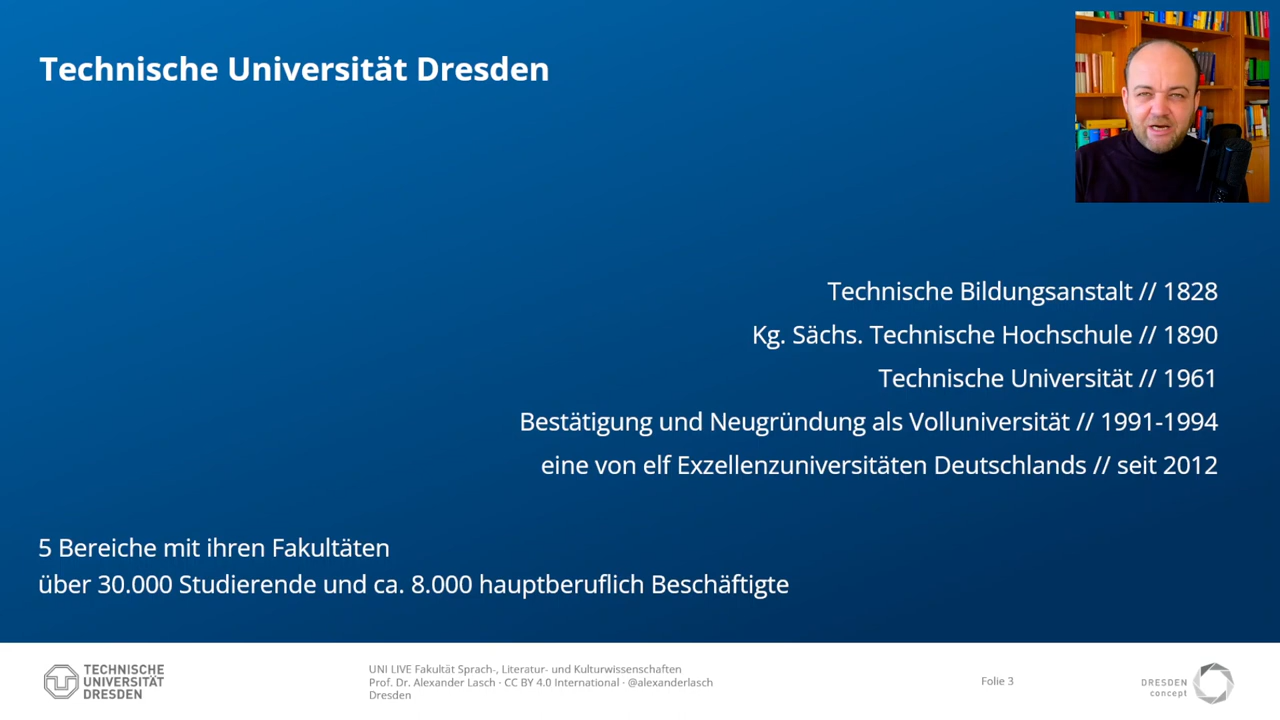 Technische Universität Dresden
Technische Bildungsanstalt // 1828
Kg. Sächs. Technische Hochschule // 1890
Technische Universität // 1961
Bestätigung und Neugründung als Volluniversität // 1991-1994
eine von elf Exzellenzuniversitäten Deutschlands // seit 2012
5 Bereiche mit ihren Fakultäten
über 30.000 Studierende und ca. 8.000 hauptberuflich Beschäftigte
TECHNISCHE
UNIVERSITÄT
DRESDEN
UNI LIVE Fakultät Sprach-, Literatur- und Kulturwissenschaften
Prof. Dr. Alexander Lasch · CC BY 4.0 International · @alexanderlasch
Dresden
Folie 3
DRESDEN
concept